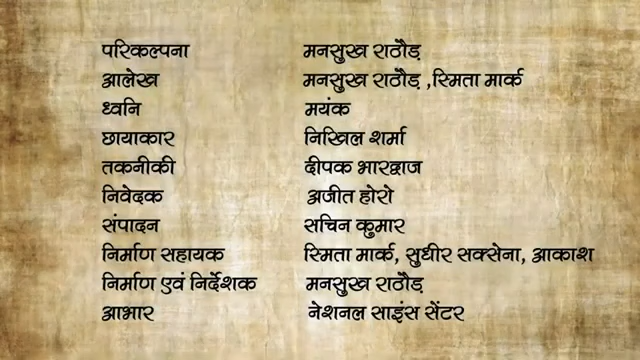 परिकल्पना मनसुख राठौड़
आलेख मनसुख राठौड़ ,स्मिता मार्क
ध्वनि मयंक
छायाकार निखिल शर्मा
तकनीकी दीपक भारद्वाज
निवेदक अजीत होरो
संपादन सचिन कुमार
निर्माण सहायक स्मिता मार्क, सुधीर सक्सेना, आकाश
निर्माण एवं निर्देशक मनसुख राठौड़
आभार नेशनल साइंस सेंटर